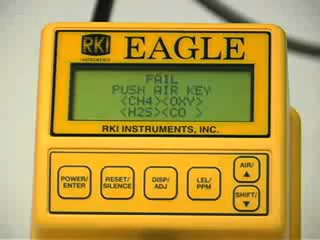 RKI
INSTRUMENTS
EAGLE
FAIL
PUSH AIR KEY
<CH4><OXY>
<H2S><CO >
RKI INSTRUMENTS, INC.
POWER/
ENTER
RESET/
SILENCE
DISP/
ADJ
LEL/
PPM
AIR/
▲
SHIFT/
▼